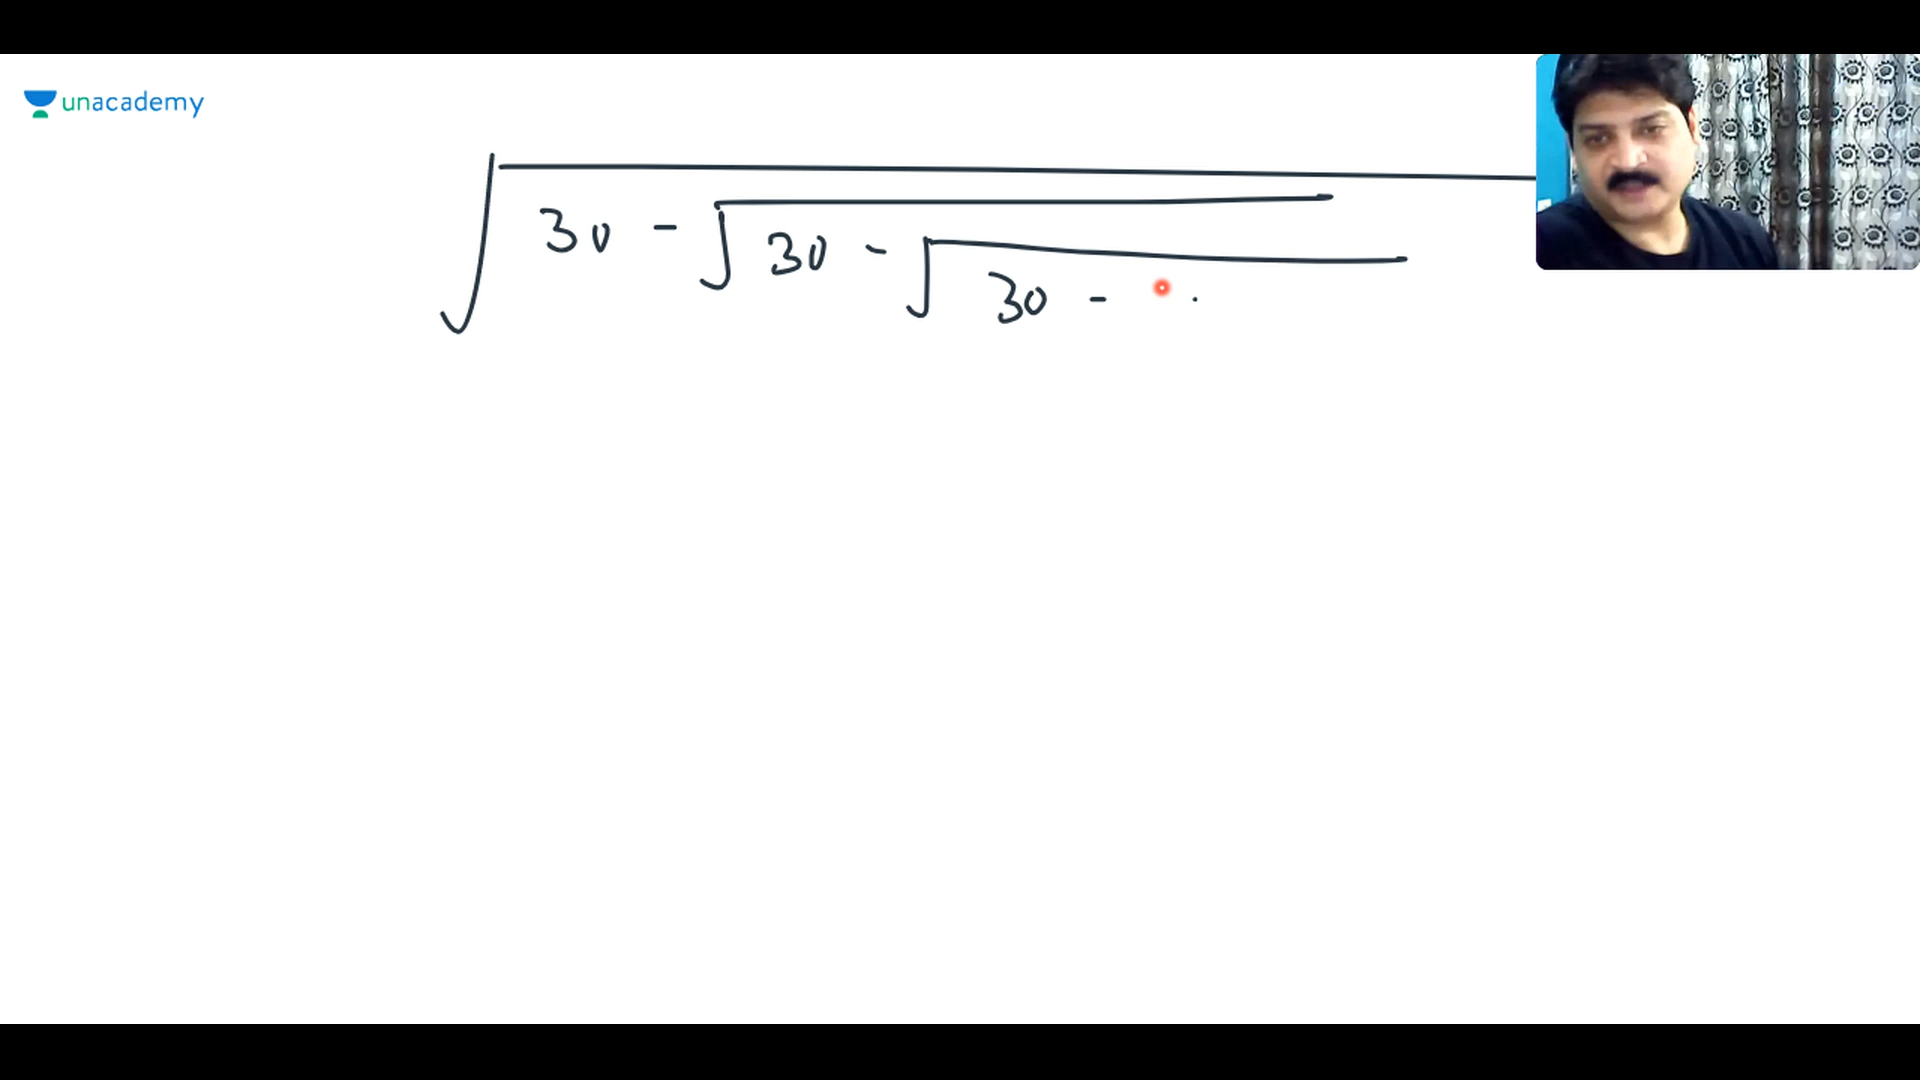 unacademy
√30 - √30 - √30 - .